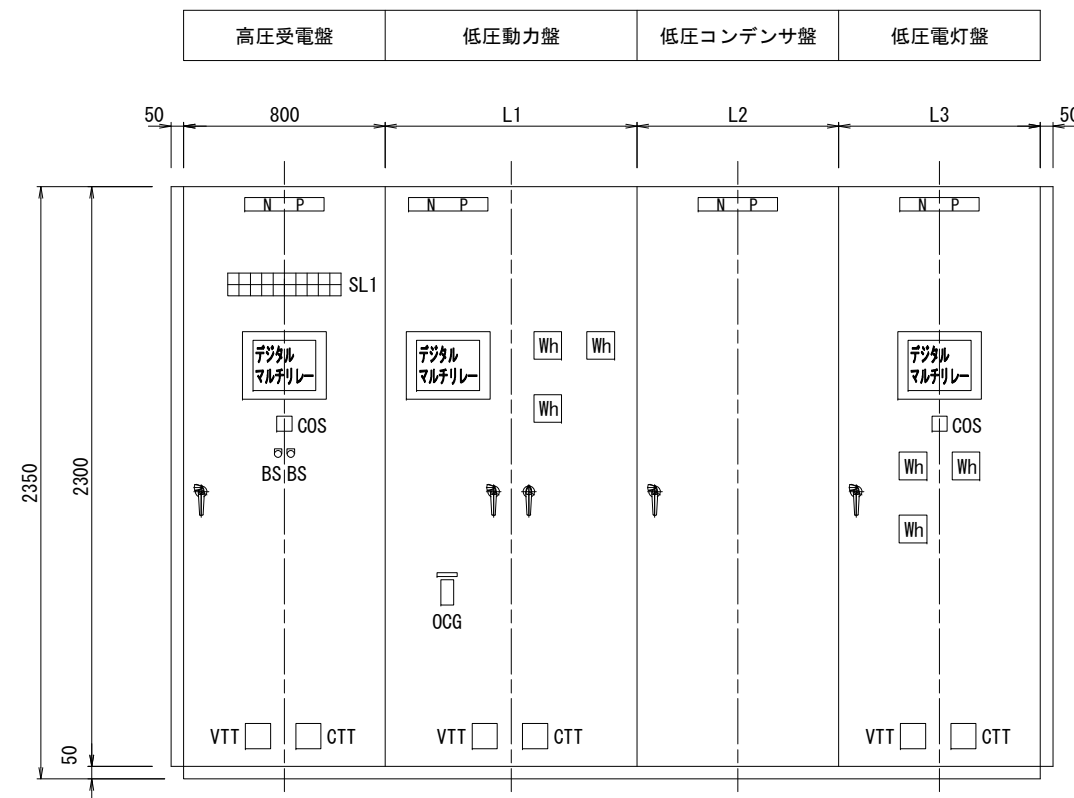 高圧受電盤 低圧動力盤 低圧コンデンサ盤 低圧電灯盤
50 800 L1 L2 L3 50
N P N P N P N P
SL1
デジタル
マルチリレー
デジタル
マルチリレー
Wh Wh
デジタル
マルチリレー
Wh
COS COS
BS BS
Wh Wh
2350 2300
Wh
OCG
VTT CTT VTT CTT VTT CTT
50